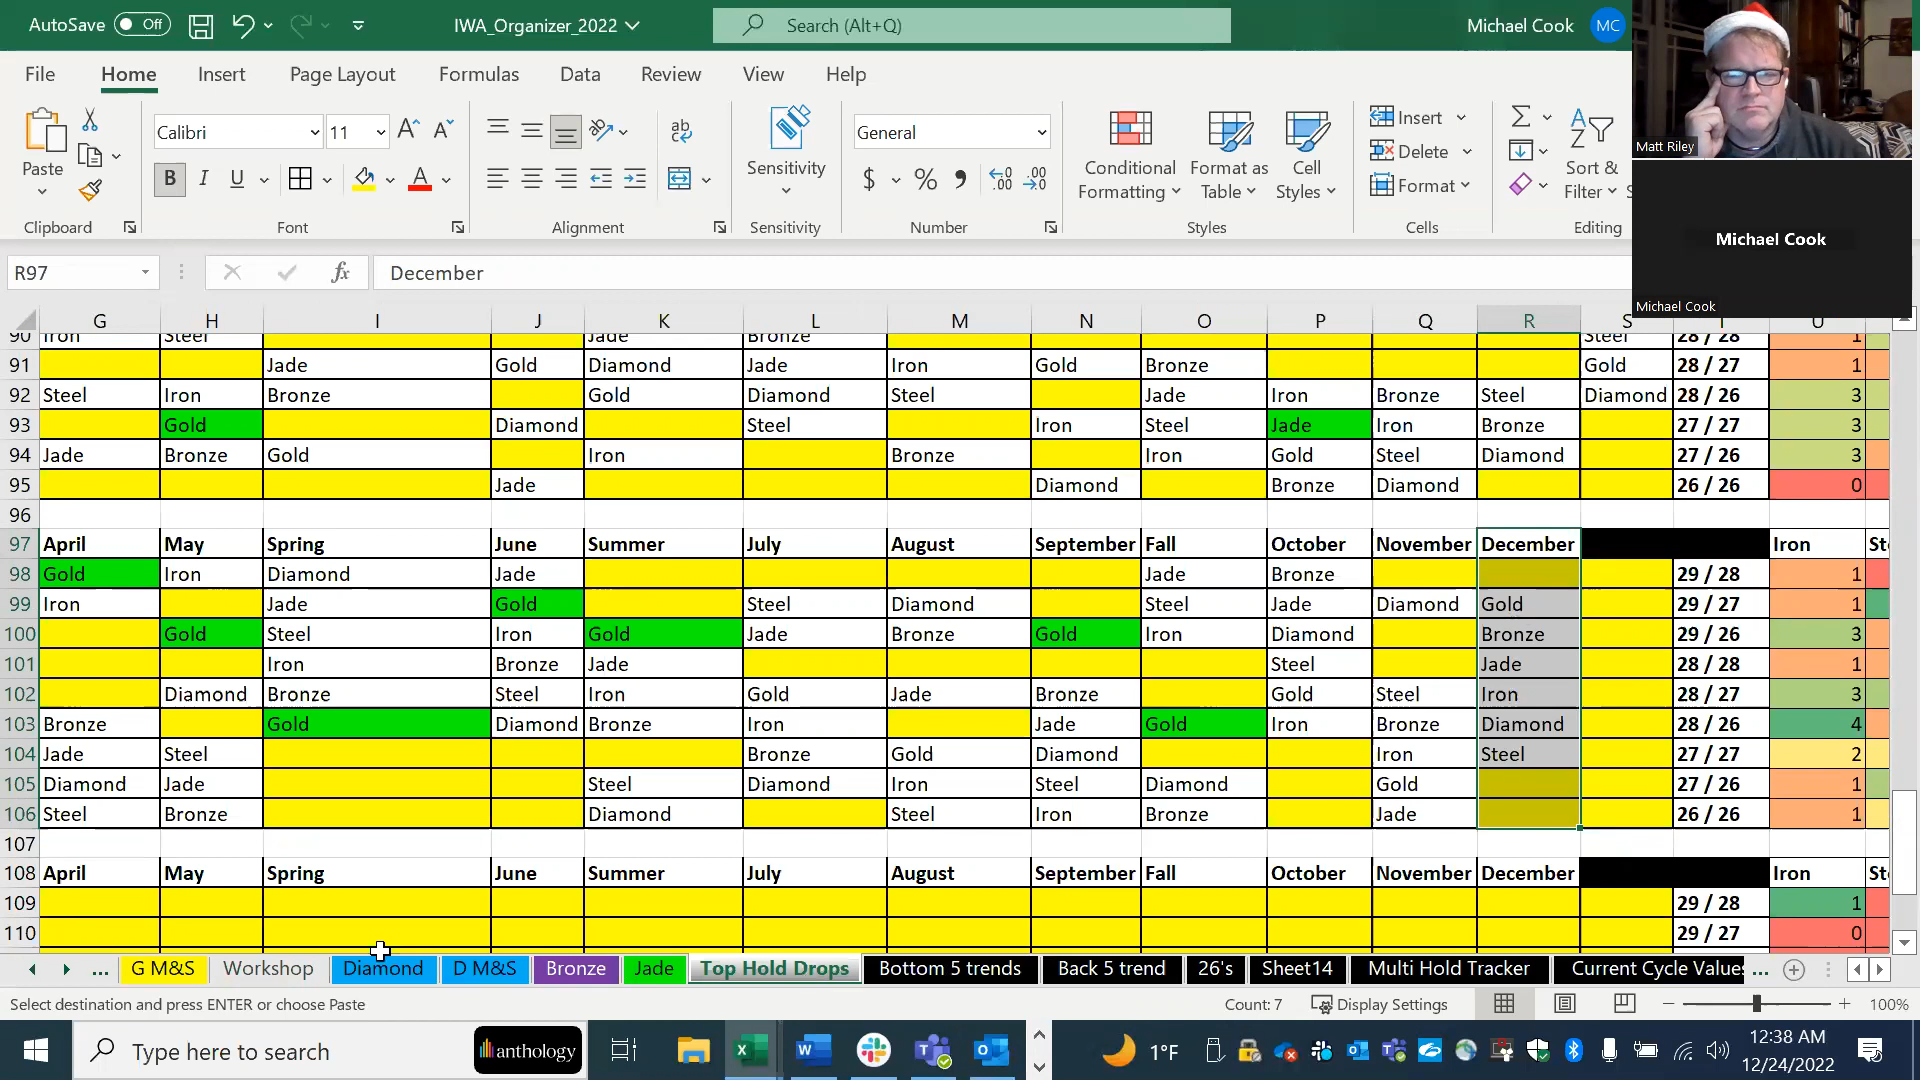 AutoSave Off IWA_Organizer_2022 Search (Alt+Q) Michael Cook MC
File Home Insert Page Layout Formulas Data Review View Help
Paste Calibri 11 B I U Sensitivity General $ % Conditional Formatting Format as Table Cell Styles Insert Delete Format Sort & Filter
Clipboard Font Alignment Sensitivity Number Styles Cells Editing
Matt Riley
Michael Cook
Michael Cook
R97 fx December
G H I J K L M N O P Q R S
90 Iron Steel Jade Bronze Steel 28 / 28 1
91 Jade Gold Diamond Jade Iron Gold Bronze Gold 28 / 27 1
92 Steel Iron Bronze Gold Diamond Steel Jade Iron Bronze Steel Diamond 28 / 26 3
93 Gold Diamond Steel Iron Steel Jade Iron Bronze 27 / 27 3
94 Jade Bronze Gold Iron Bronze Iron Gold Steel Diamond 27 / 26 3
95 Jade Diamond Bronze Diamond 26 / 26 0
96
97 April May Spring June Summer July August September Fall October November December Iron
98 Gold Iron Diamond Jade Jade Bronze 29 / 28 1
99 Iron Jade Gold Steel Diamond Steel Jade Diamond Gold 29 / 27 1
100 Gold Steel Iron Gold Jade Bronze Gold Iron Diamond Bronze 29 / 26 3
101 Iron Bronze Jade Steel Jade 28 / 28 1
102 Diamond Bronze Steel Iron Gold Jade Bronze Gold Steel Iron 28 / 27 3
103 Bronze Gold Diamond Bronze Iron Jade Gold Iron Bronze Diamond 28 / 26 4
104 Jade Steel Bronze Gold Diamond Iron Steel 27 / 27 2
105 Diamond Jade Steel Diamond Iron Steel Diamond Gold 27 / 26 1
106 Steel Bronze Diamond Steel Iron Bronze Jade 26 / 26 1
107
108 April May Spring June Summer July August September Fall October November December Iron
109 29 / 28 1
110 29 / 27 0
... G M&S Workshop Diamond D M&S Bronze Jade Top Hold Drops Bottom 5 trends Back 5 trend 26's Sheet14 Multi Hold Tracker Current Cycle Values ...
Select destination and press ENTER or choose Paste Count: 7 Display Settings 100%
Type here to search anthology 1°F 12:38 AM
12/24/2022